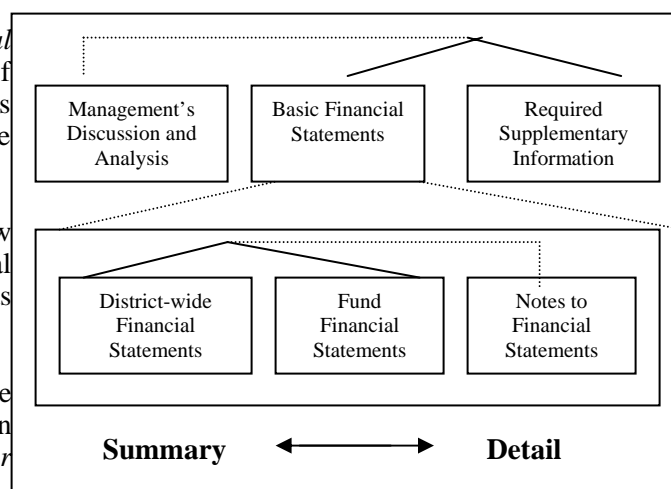 Management's
Discussion and
Analysis
Basic Financial
Statements
Required
Supplementary
Information
District-wide
Financial
Statements
Fund
Financial
Statements
Notes to
Financial
Statements
Summary
Detail